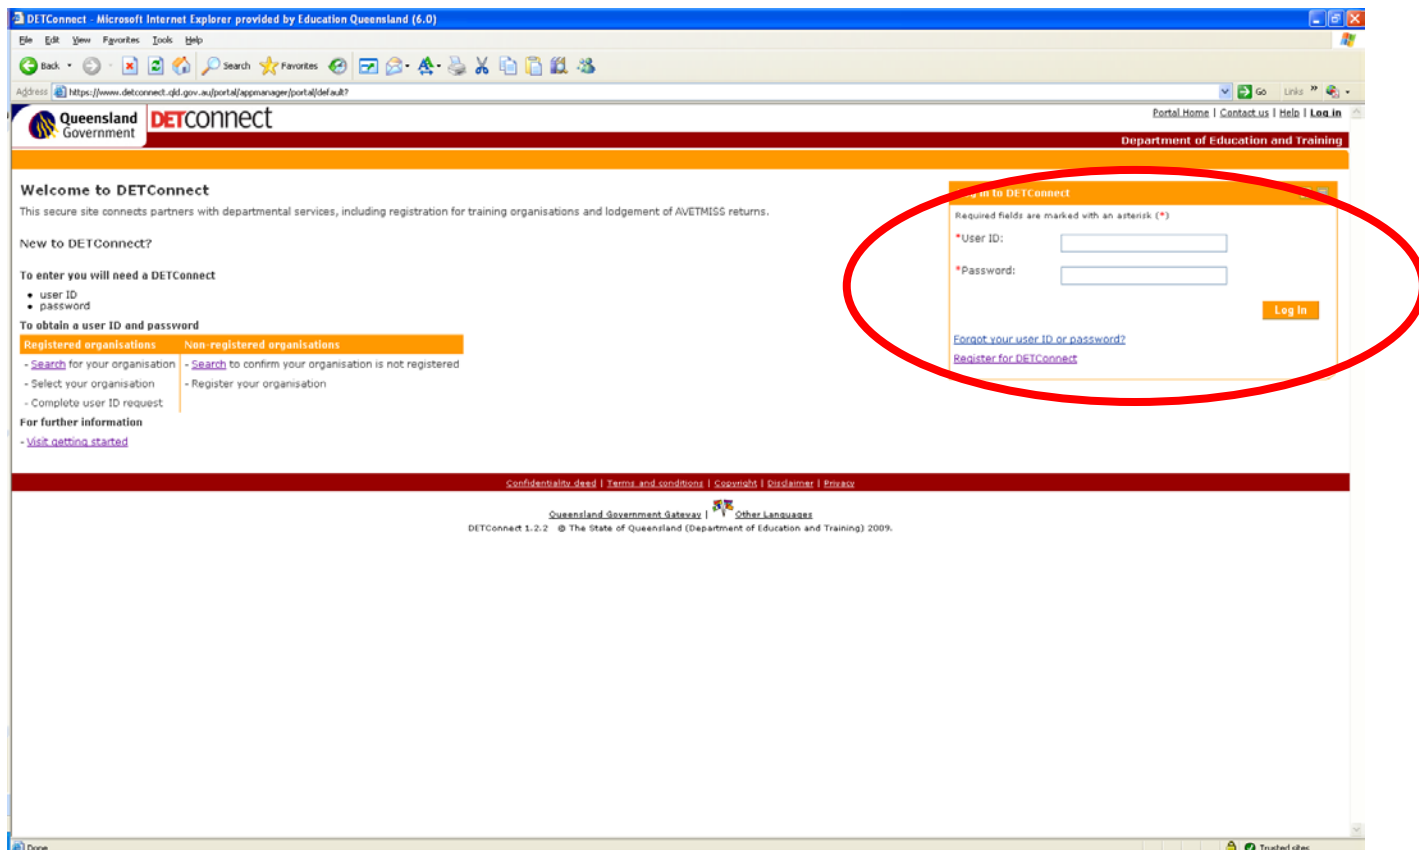 DETConnect - Microsoft Internet Explorer provided by Education Queensland (6.0)
File Edit View Favorites Tools Help
Back Search Favorites
Address https://www.detconnect.qld.gov.au/portal/appmanager/portal/default? Go Links »
Queensland Government DETconnect
Portal Home | Contact us | Help | Log in
Department of Education and Training
Welcome to DETConnect
This secure site connects partners with departmental services, including registration for training organisations and lodgement of AVETMISS returns.
New to DETConnect?
To enter you will need a DETConnect
• user ID
• password
To obtain a user ID and password
Registered organisations Non-registered organisations
- Search for your organisation - Search to confirm your organisation is not registered
- Select your organisation - Register your organisation
- Complete user ID request
For further information
- Visit getting started
in to DETConnect
Required fields are marked with an asterisk (*)
*User ID:
*Password:
Log In
Forgot your user ID or password?
Register for DETConnect
Confidentiality deed | Terms and conditions | Copyright | Disclaimer | Privacy
Queensland Government Gateway | Other Languages
DETConnect 1.2.2 © The State of Queensland (Department of Education and Training) 2009.
Done Trusted sites